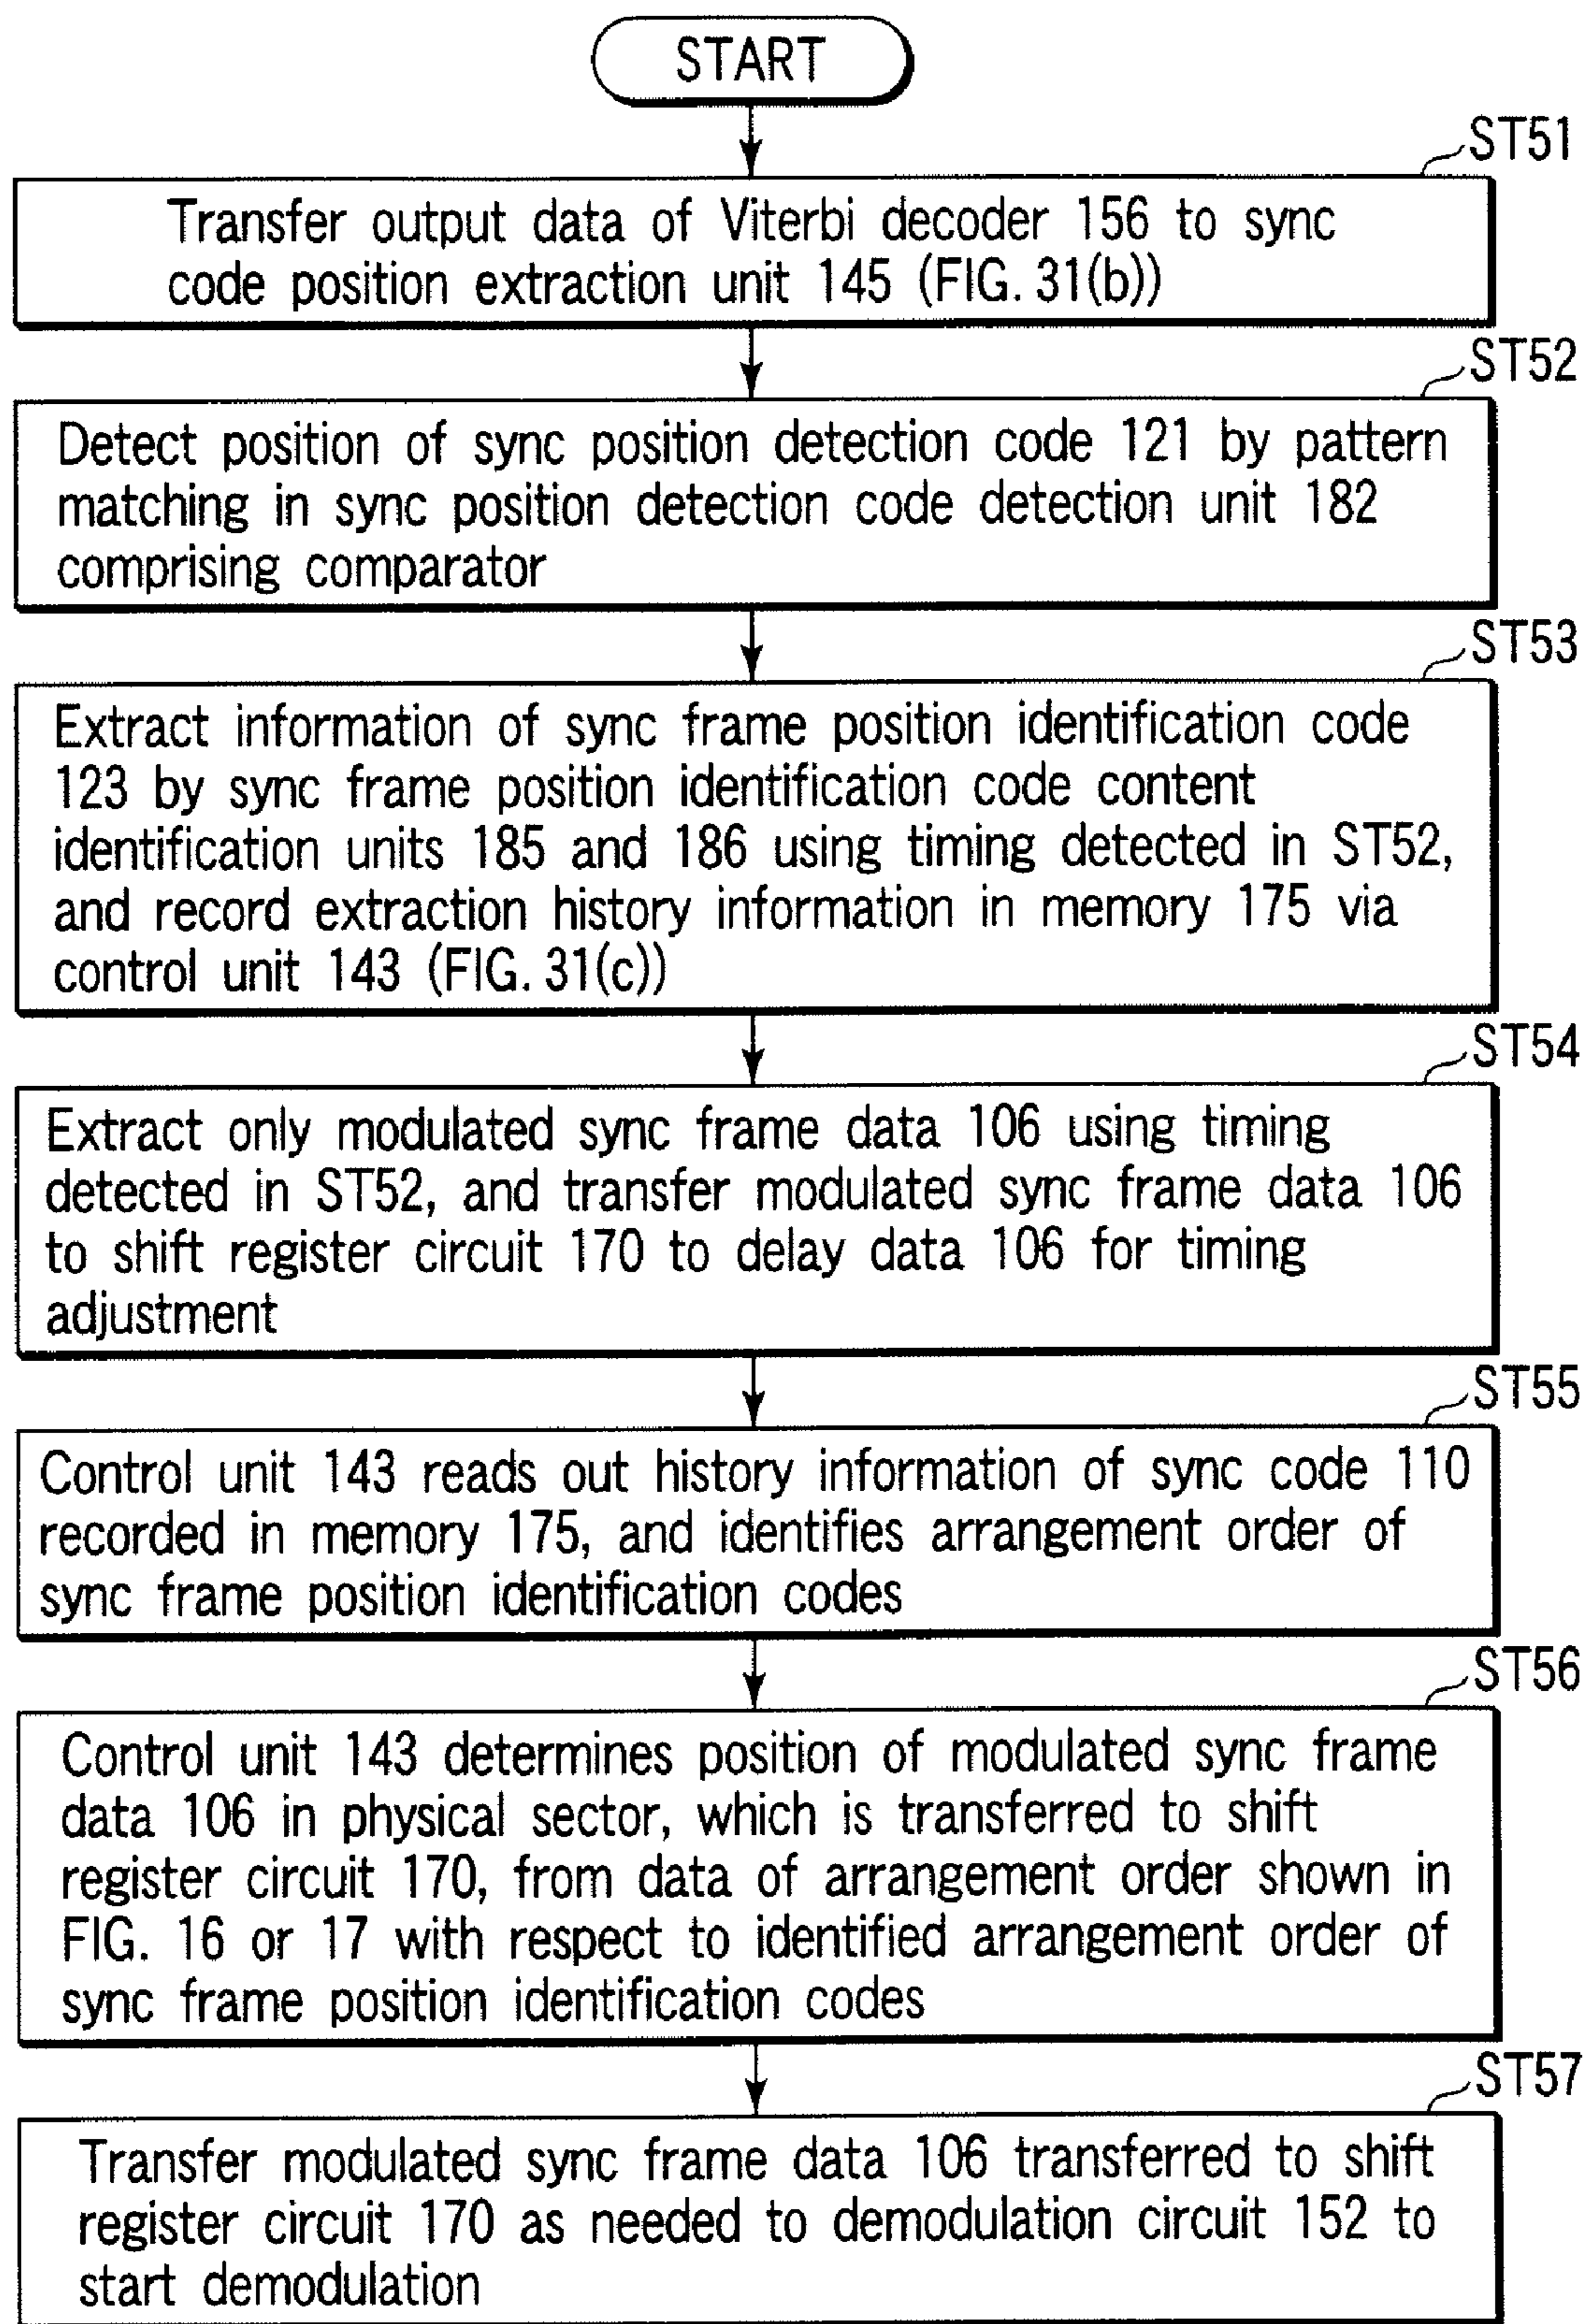 START
ST51
Transfer output data of Viterbi decoder 156 to sync
code position extraction unit 145 (FIG. 31(b))
ST52
Detect position of sync position detection code 121 by pattern
matching in sync position detection code detection unit 182
comprising comparator
ST53
Extract information of sync frame position identification code
123 by sync frame position identification code content
identification units 185 and 186 using timing detected in ST52,
and record extraction history information in memory 175 via
control unit 143 (FIG. 31(c))
ST54
Extract only modulated sync frame data 106 using timing
detected in ST52, and transfer modulated sync frame data 106
to shift register circuit 170 to delay data 106 for timing
adjustment
ST55
Control unit 143 reads out history information of sync code 110
recorded in memory 175, and identifies arrangement order of
sync frame position identification codes
ST56
Control unit 143 determines position of modulated sync frame
data 106 in physical sector, which is transferred to shift
register circuit 170, from data of arrangement order shown in
FIG. 16 or 17 with respect to identified arrangement order of
sync frame position identification codes
ST57
Transfer modulated sync frame data 106 transferred to shift
register circuit 170 as needed to demodulation circuit 152 to
start demodulation